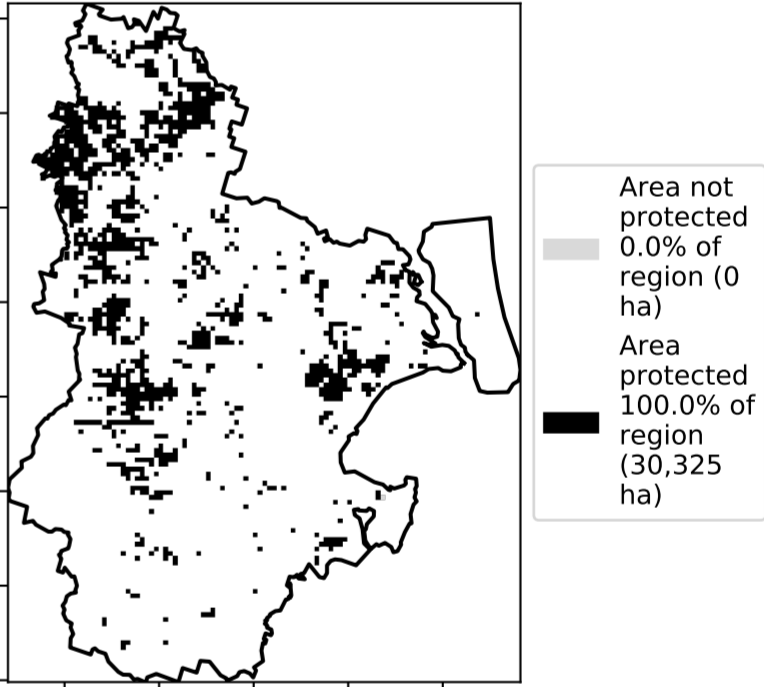 Area not
protected
0.0% of
region (0
ha)
Area
protected
100.0% of
region
(30,325
ha)